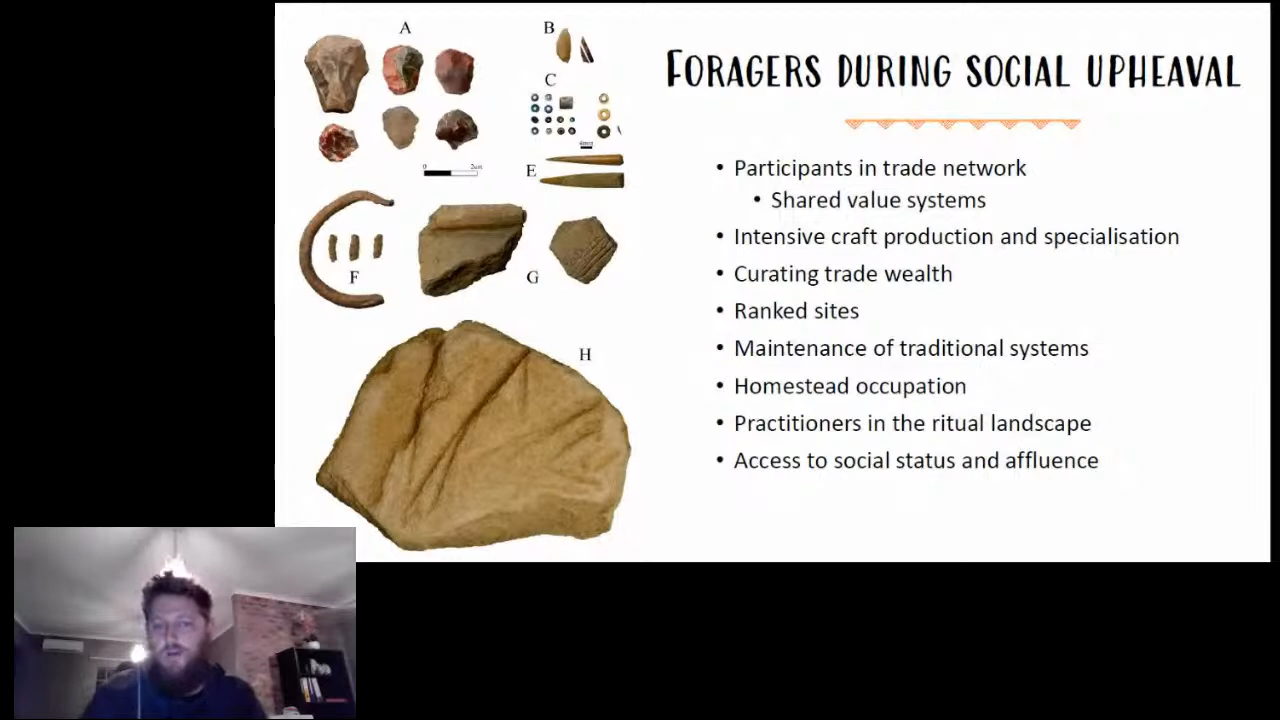 FORAGERS DURING SOCIAL UPHEAVAL
• Participants in trade network
• Shared value systems
• Intensive craft production and specialisation
• Curating trade wealth
• Ranked sites
• Maintenance of traditional systems
• Homestead occupation
• Practitioners in the ritual landscape
• Access to social status and affluence
A
B
C
E
F
G
H
0
2cm